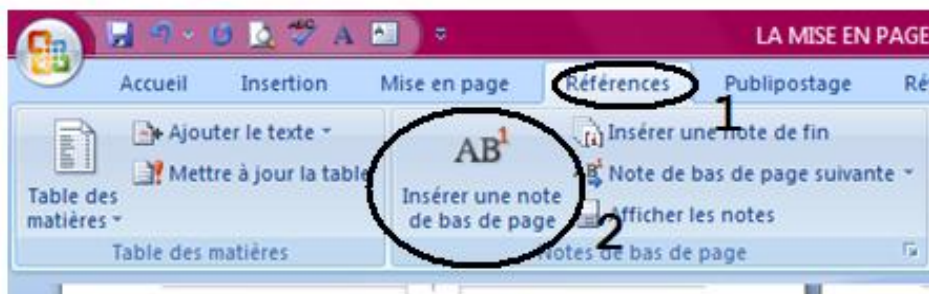 LA MISE EN PAGE
Accueil Insertion Mise en page Références Publipostage Ré
1
Ajouter le texte
Mettre à jour la table
Table des
matières
Table des matières
AB1
Insérer une note
de bas de page
2
Insérer une note de fin
Note de bas de page suivante
Afficher les notes
Notes de bas de page